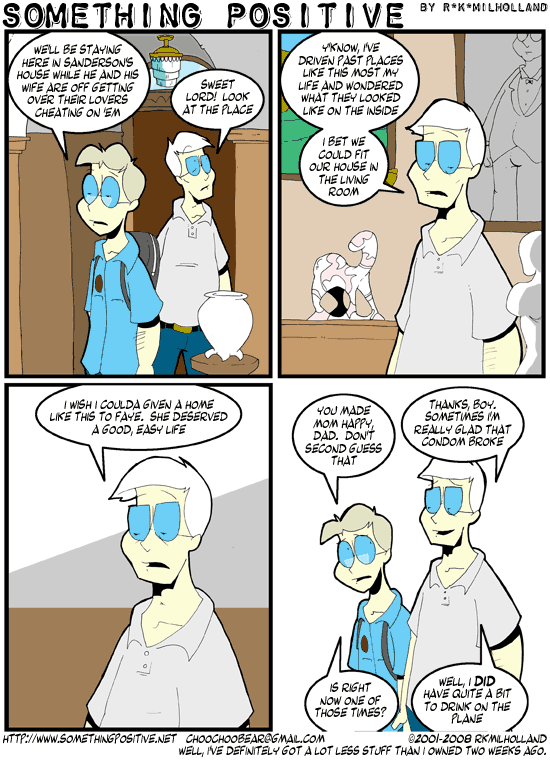 SOMETHING POSITIVE BY R*K*MILHOLLAND
WE'LL BE STAYING
HERE IN SANDERSON'S
HOUSE WHILE HE AND HIS
WIFE ARE OFF GETTING
OVER THEIR LOVERS
CHEATING ON 'EM
SWEET
LORD! LOOK
AT THE PLACE
Y'KNOW, I'VE
DRIVEN PAST PLACES
LIKE THIS MOST MY
LIFE AND WONDERED
WHAT THEY LOOKED
LIKE ON THE INSIDE
I BET WE
COULD FIT
OUR HOUSE IN
THE LIVING
ROOM
I WISH I COULDA GIVEN A HOME
LIKE THIS TO FAYE. SHE DESERVED
A GOOD, EASY LIFE
YOU MADE
MOM HAPPY,
DAD. DON'T
SECOND GUESS
THAT
THANKS, BOY.
SOMETIMES I'M
REALLY GLAD THAT
CONDOM BROKE
IS RIGHT
NOW ONE OF
THOSE TIMES?
WELL, I DID
HAVE QUITE A BIT
TO DRINK ON THE
PLANE
HTTP://WWW.SOMETHINGPOSITIVE.NET CHOOCHOOBEAR@GMAIL.COM ©2001-2008 RKMILHOLLAND
WELL, I'VE DEFINITELY GOT A LOT LESS STUFF THAN I OWNED TWO WEEKS AGO.